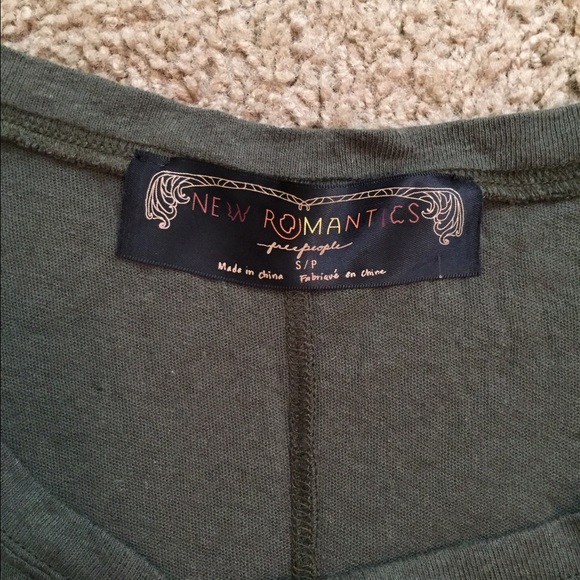 NEW ROMANTICS
free people
S/P
Made in China Fabriqué en Chine